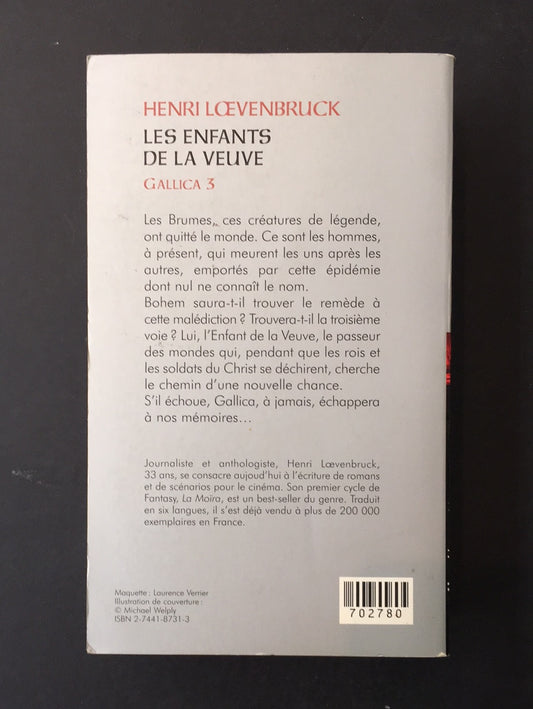 HENRI LŒVENBRUCK
LES ENFANTS
DE LA VEUVE
GALLICA 3
Les Brumes, ces créatures de légende,
ont quitté le monde. Ce sont les hommes,
à présent, qui meurent les uns après les
autres, emportés par cette épidémie
dont nul ne connaît le nom.
Bohem saura-t-il trouver le remède à
cette malédiction ? Trouvera-t-il la troisième
voie ? Lui, l'Enfant de la Veuve, le passeur
des mondes qui, pendant que les rois et
les soldats du Christ se déchirent, cherche
le chemin d'une nouvelle chance.
S'il échoue, Gallica, à jamais, échappera
à nos mémoires…
Journaliste et anthologiste, Henri Lœvenbruck,
33 ans, se consacre aujourd'hui à l'écriture de romans
et de scénarios pour le cinéma. Son premier cycle de
Fantasy, La Moïra, est un best-seller du genre. Traduit
en six langues, il s'est déjà vendu à plus de 200 000
exemplaires en France.
Maquette : Laurence Verrier
Illustration de couverture :
© Michael Welply
ISBN 2-7441-8731-3
702780